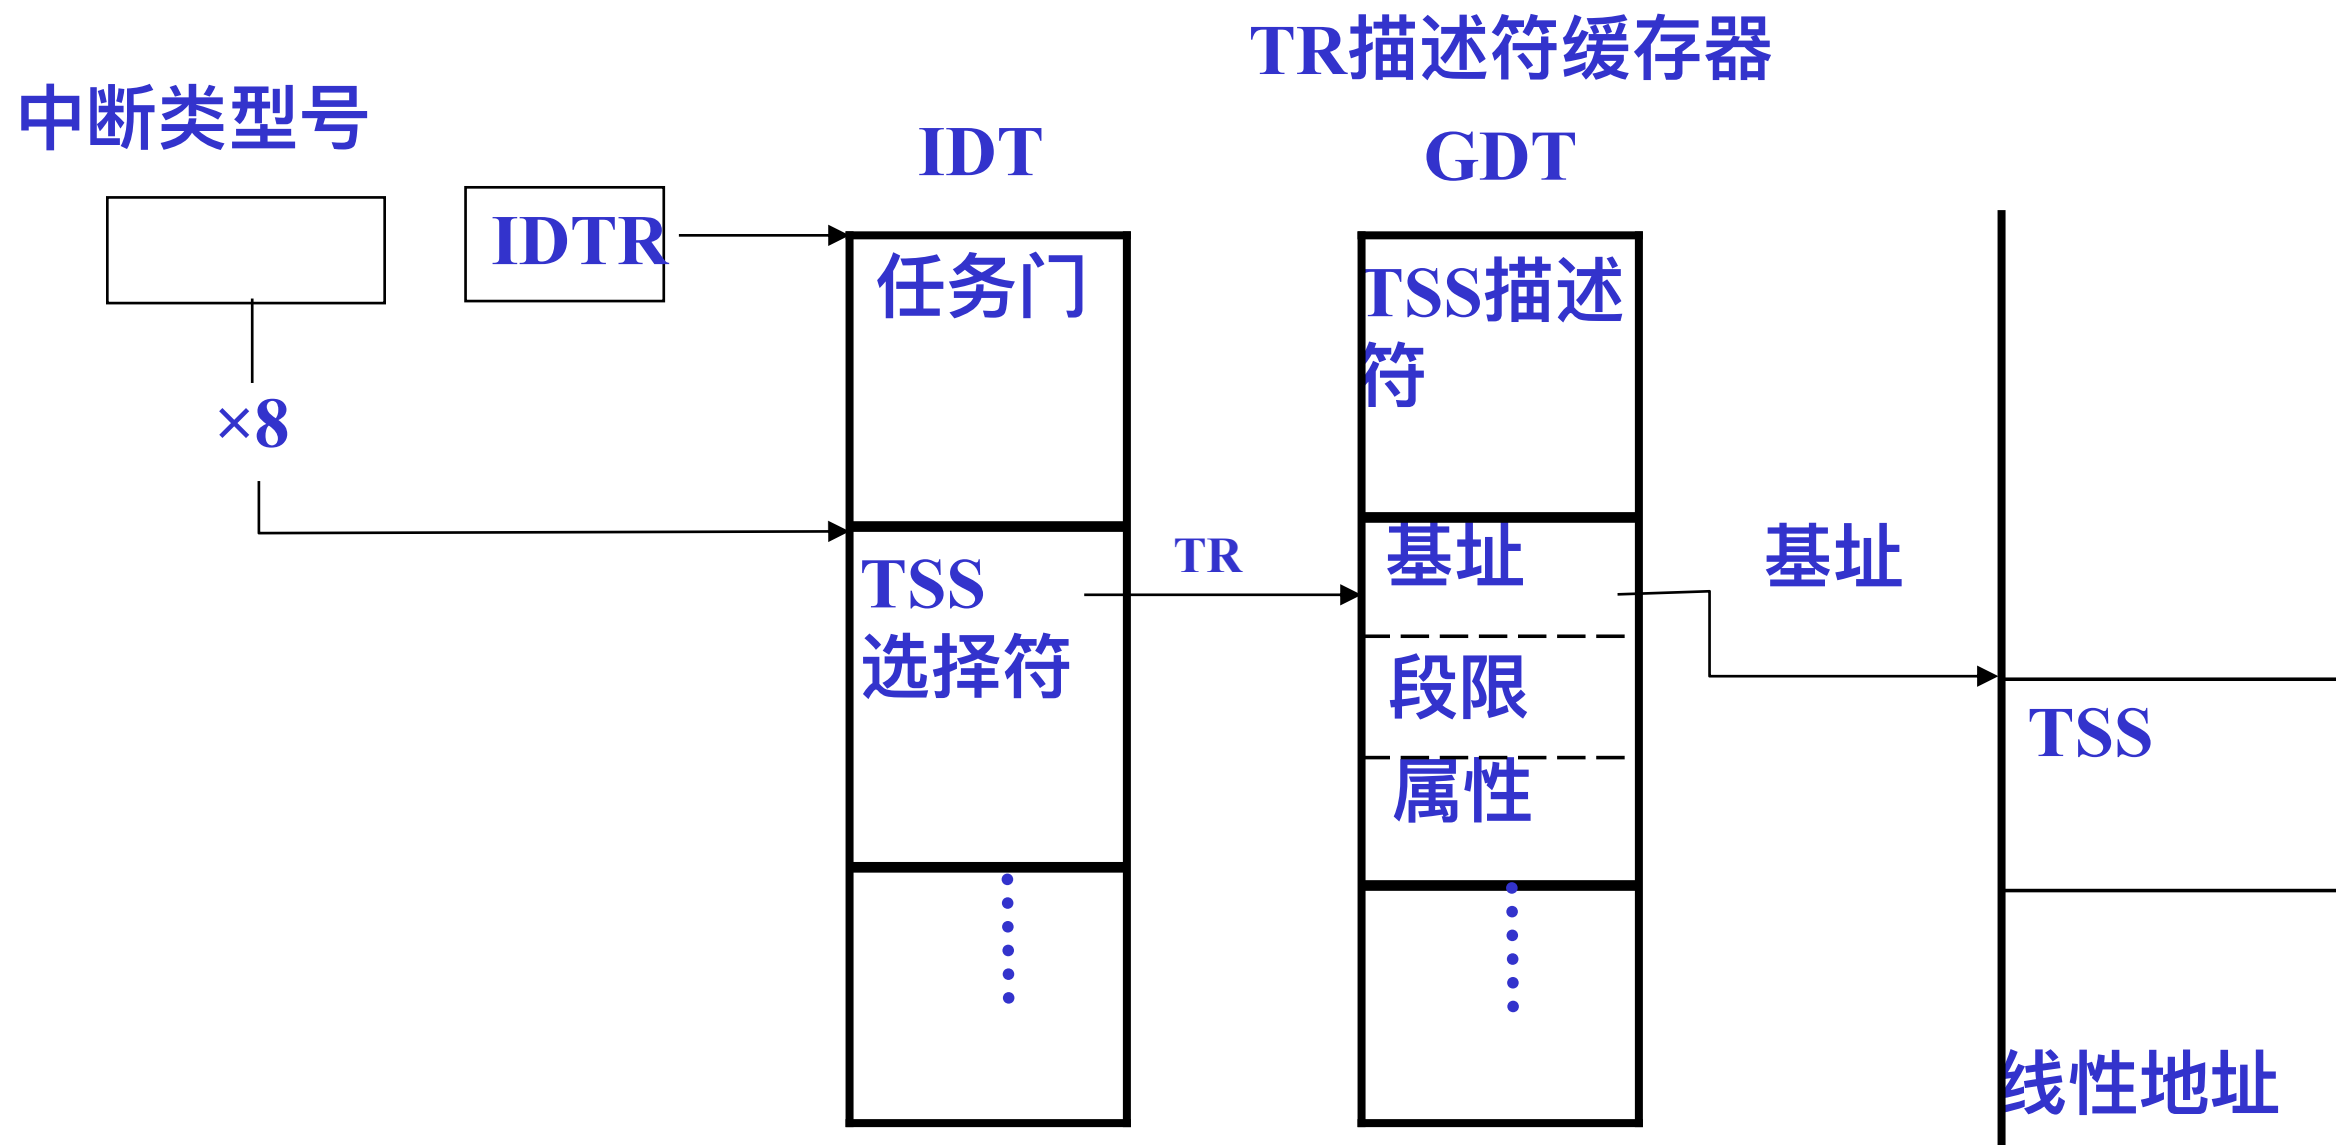 TR描述符缓存器
中断类型号
IDT
GDT
IDTR
任务门
TSS描述
符
×8
TSS
选择符
TR
基址
段限
属性
基址
TSS
线性地址